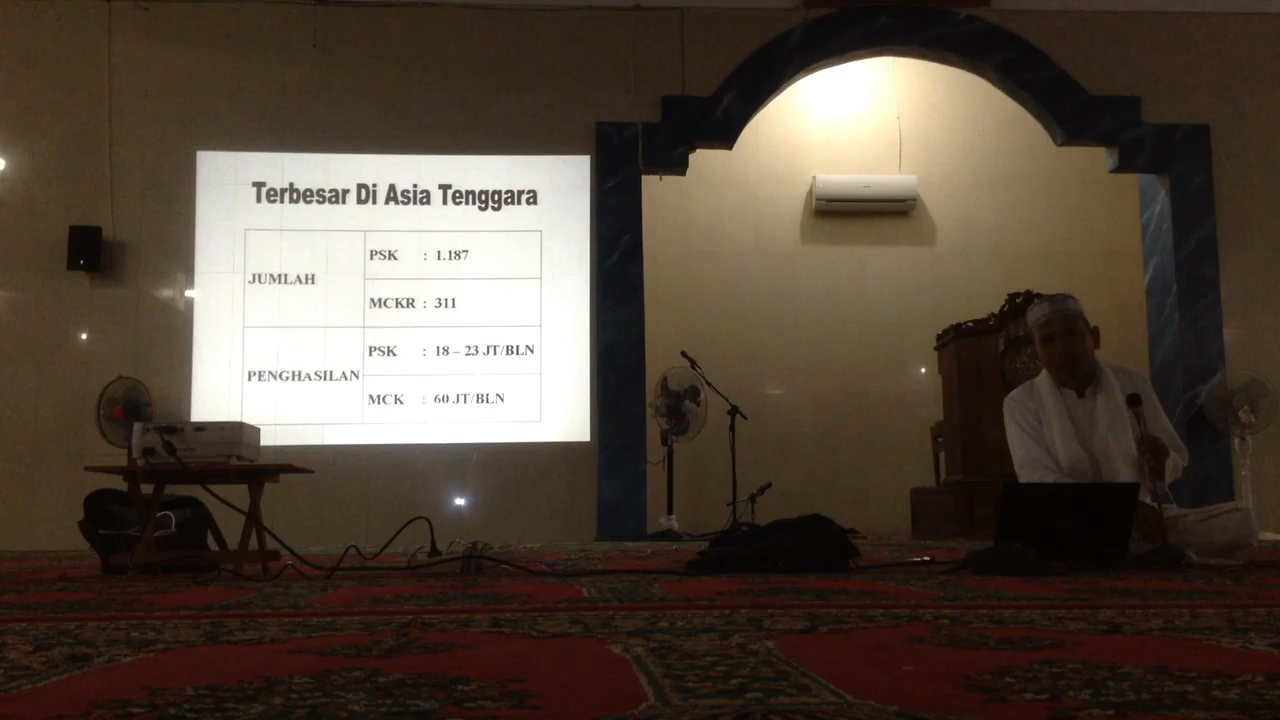 Terbesar Di Asia Tenggara
JUMLAH
PSK : 1.187
MCKR : 311
PENGHaSILAN
PSK : 18 – 23 JT/BLN
MCK : 60 JT/BLN